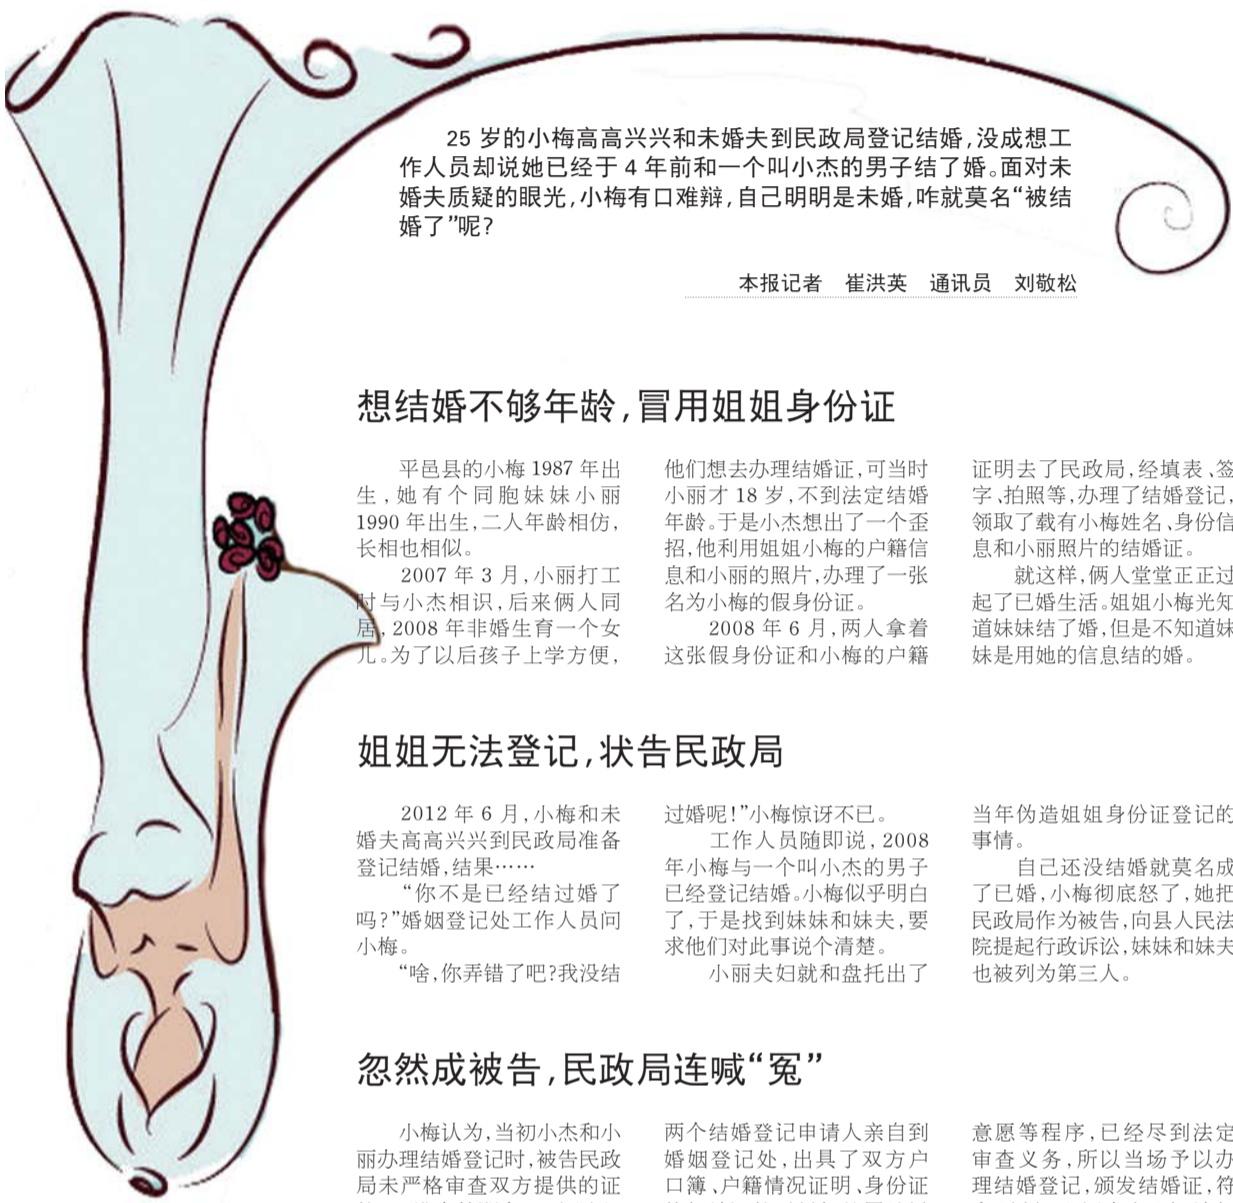 25 岁的小梅高高兴兴和未婚夫到民政局登记结婚,没成想工
作人员却说她已经于 4 年前和一个叫小杰的男子结了婚。面对未
婚夫质疑的眼光,小梅有口难辩,自己明明是未婚,咋就莫名“被结
婚了”呢?
本报记者 崔洪英 通讯员 刘敬松
想结婚不够年龄,冒用姐姐身份证
平邑县的小梅 1987 年出
生,她有个同胞妹妹小丽
1990 年出生,二人年龄相仿,
长相也相似。
2007 年 3 月,小丽打工
时与小杰相识,后来俩人同
居,2008 年非婚生育一个女
儿。为了以后孩子上学方便,
他们想去办理结婚证,可当时
小丽才 18 岁,不到法定结婚
年龄。于是小杰想出了一个歪
招,他利用姐姐小梅的户籍信
息和小丽的照片,办理了一张
名为小梅的假身份证。
2008 年 6 月,两人拿着
这张假身份证和小梅的户籍
证明去了民政局,经填表、签
字、拍照等,办理了结婚登记,
领取了载有小梅姓名、身份信
息和小丽照片的结婚证。
就这样,俩人堂堂正正过
起了已婚生活。姐姐小梅光知
道妹妹结了婚,但是不知道妹
妹是用她的信息结的婚。
姐姐无法登记,状告民政局
2012 年 6 月,小梅和未
婚夫高高兴兴到民政局准备
登记结婚,结果……
“你不是已经结过婚了
吗?”婚姻登记处工作人员问
小梅。
“啥,你弄错了吧?我没结
过婚呢!”小梅惊讶不已。
工作人员随即说,2008
年小梅与一个叫小杰的男子
已经登记结婚。小梅似乎明白
了,于是找到妹妹和妹夫,要
求他们对此事说个清楚。
小丽夫妇就和盘托出了
当年伪造姐姐身份证登记的
事情。
自己还没结婚就莫名成
了已婚,小梅彻底怒了,她把
民政局作为被告,向县人民法
院提起行政诉讼,妹妹和妹夫
也被列为第三人。
忽然成被告,民政局连喊“冤”
小梅认为,当初小杰和小
丽办理结婚登记时,被告民政
局未严格审查双方提供的证
两个结婚登记申请人亲自到
婚姻登记处,出具了双方户
口簿、户籍情况证明、身份证
意愿等程序,已经尽到法定
审查义务,所以当场予以办
理结婚登记,颁发结婚证,符